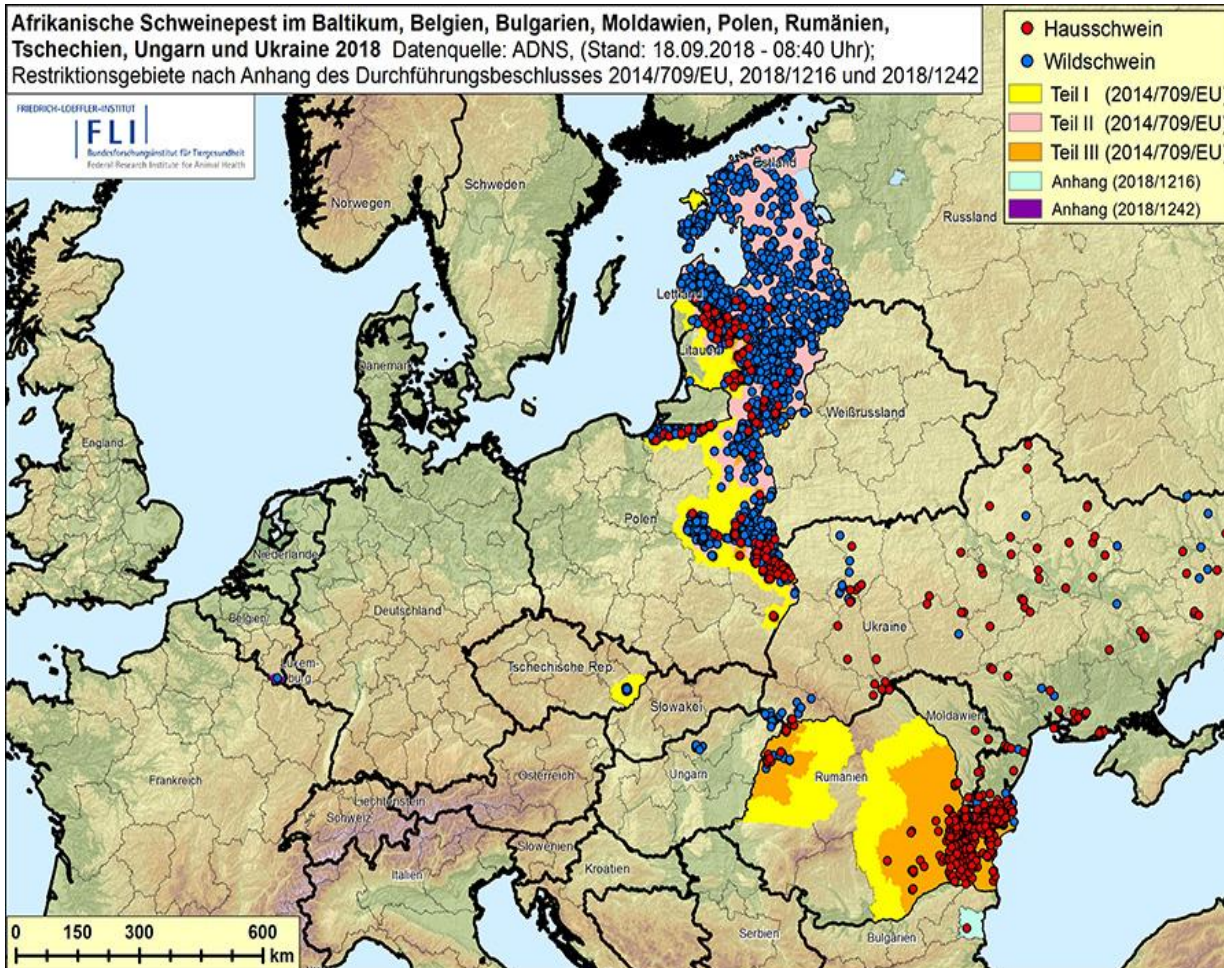 Afrikanische Schweinepest im Baltikum, Belgien, Bulgarien, Moldawien, Polen, Rumänien,
Tschechien, Ungarn und Ukraine 2018 Datenquelle: ADNS, (Stand: 18.09.2018 - 08:40 Uhr);
Restriktionsgebiete nach Anhang des Durchführungsbeschlusses 2014/709/EU, 2018/1216 und 2018/1242
FRIEDRICH-LOEFFLER-INSTITUT
FLI
Bundesforschungsinstitut für Tiergesundheit
Federal Research Institute for Animal Health
Hausschwein
Wildschwein
Teil I (2014/709/EU)
Teil II (2014/709/EU)
Teil III (2014/709/EU)
Anhang (2018/1216)
Anhang (2018/1242)
Estland
Schweden
Norwegen
Russland
Lettland
Litauen
Dänemark
Weißrussland
England
Polen
Niederlande
Deutschland
Belgien
Ukraine
Luxem-
burg
Tschechische Rep.
Slowakei
Moldawien
Frankreich
Österreich
Ungarn
Rumänien
Liechtenstein
Schweiz
Slowenien
Italien
Kroatien
Serbien
Bulgarien
0 150 300 600
km